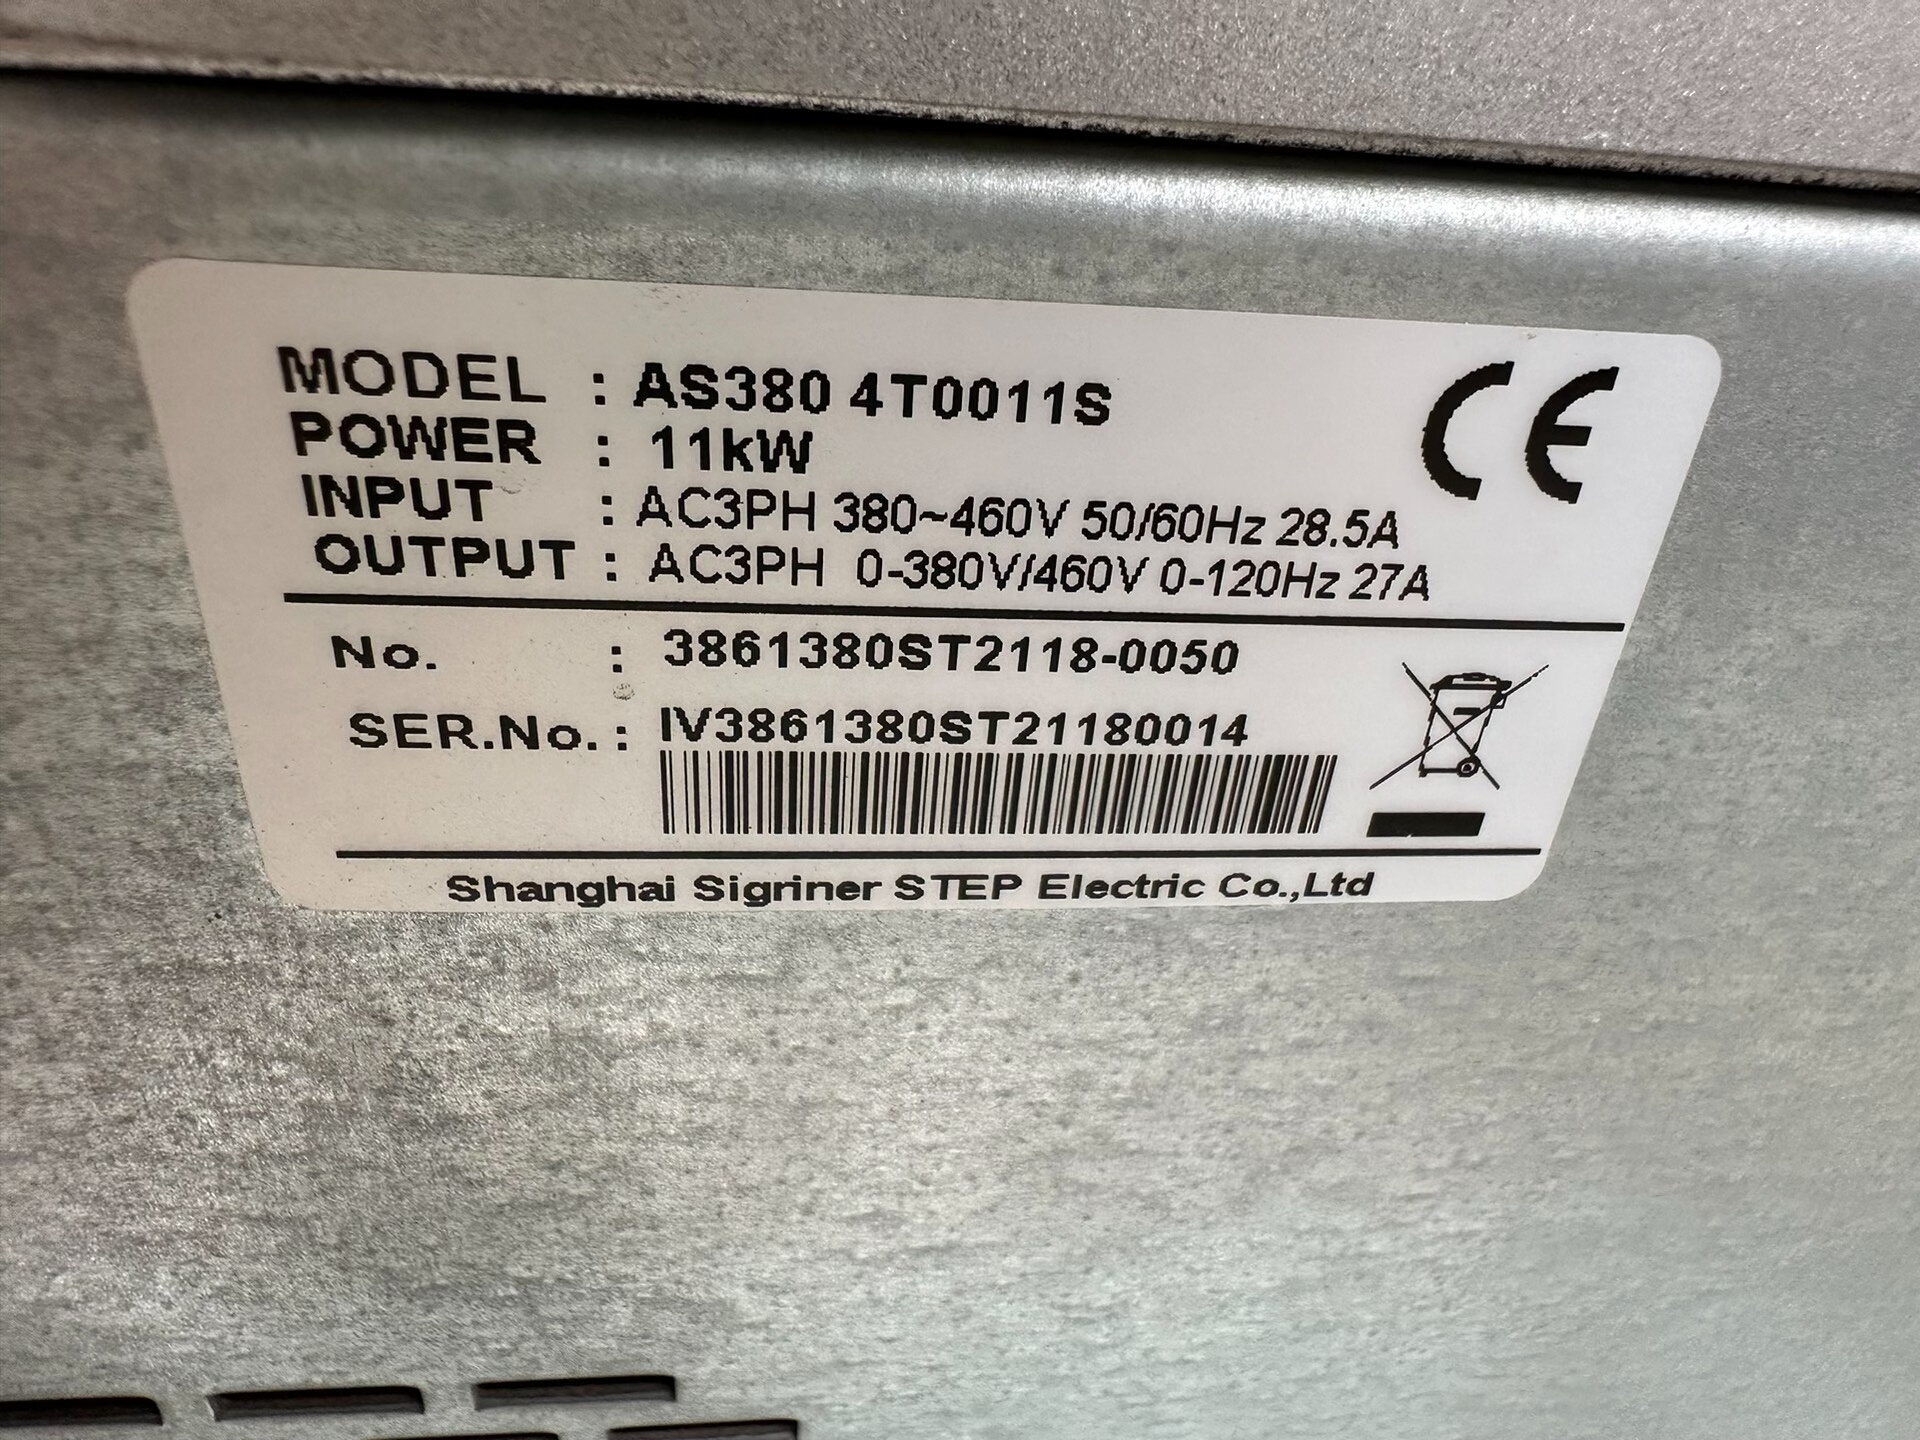 MODEL : AS380 4T0011S
POWER : 11kW
INPUT : AC3PH 380~460V 50/60Hz 28.5A
OUTPUT : AC3PH 0-380V/460V 0-120Hz 27A
CE
No. : 3861380ST2118-0050
SER.No. : IV3861380ST21180014
Shanghai Sigriner STEP Electric Co.,Ltd